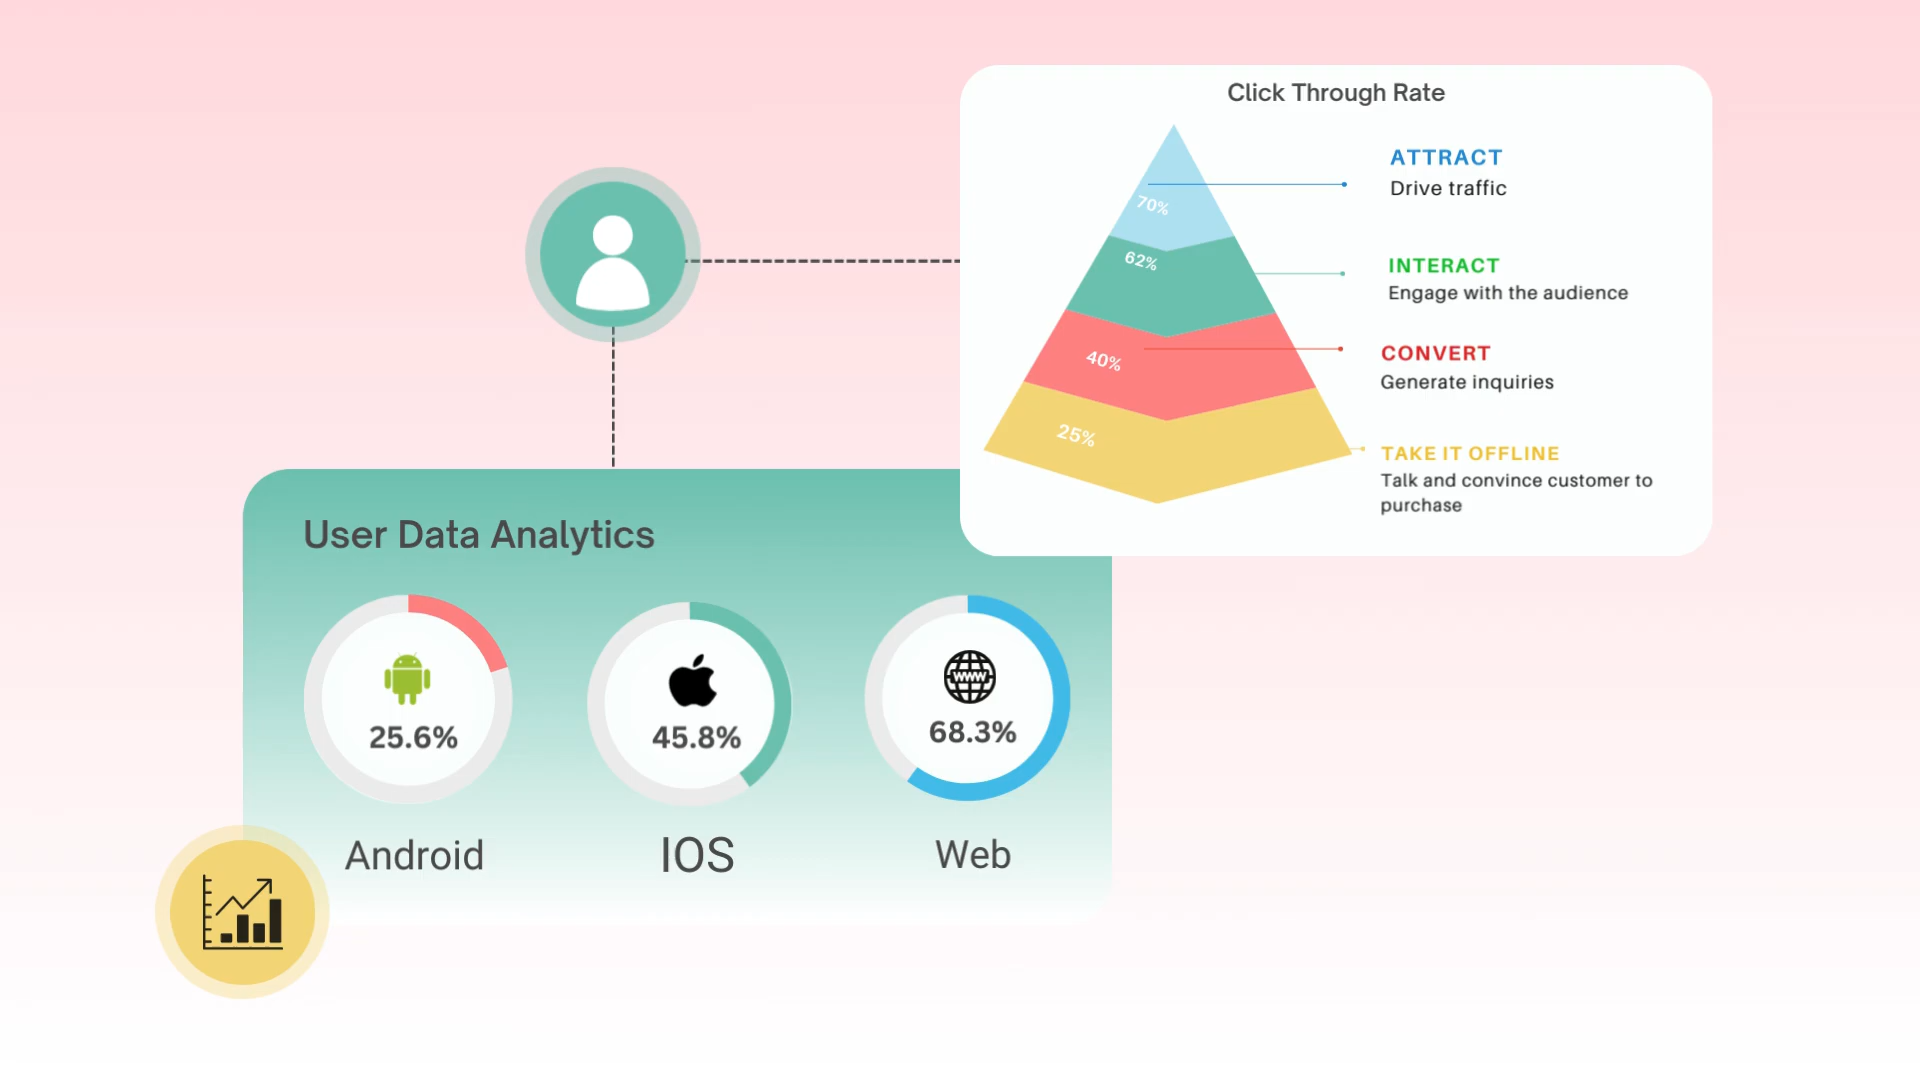 Click Through Rate
70%
ATTRACT
Drive traffic
62%
INTERACT
Engage with the audience
40%
CONVERT
Generate inquiries
25%
TAKE IT OFFLINE
Talk and convince customer to
purchase
User Data Analytics
25.6%
Android
45.8%
IOS
WWW
68.3%
Web